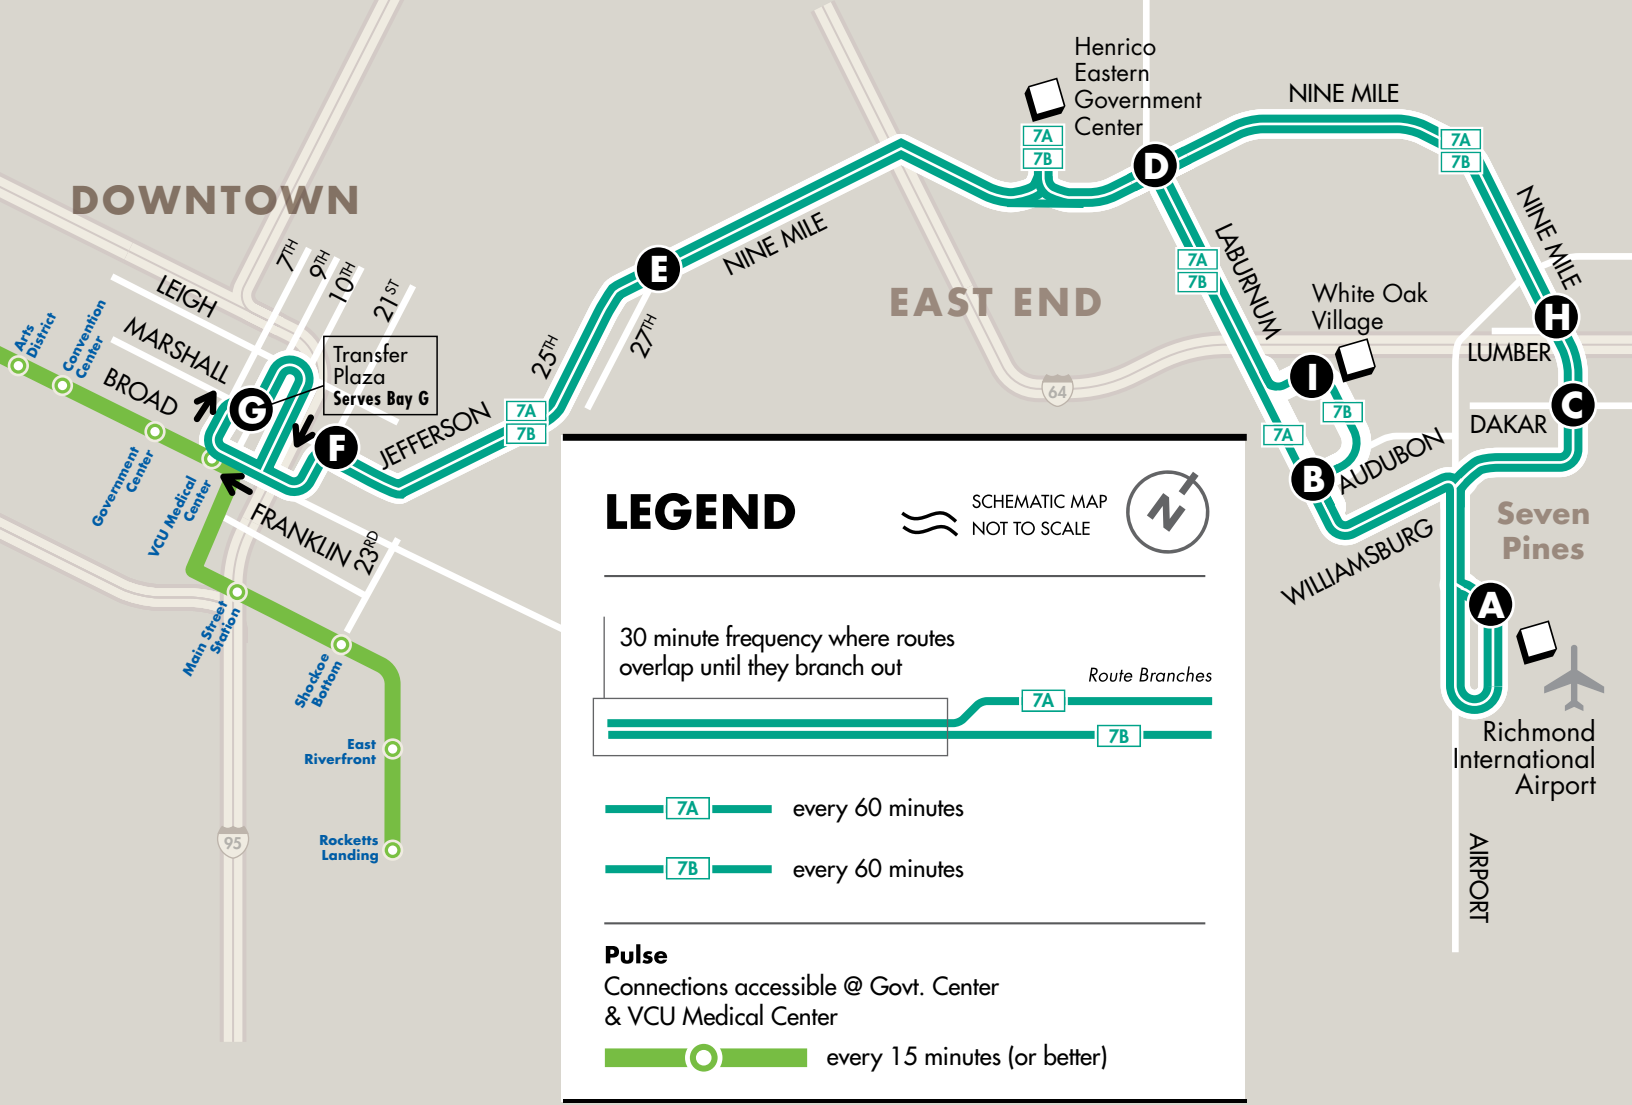 DOWNTOWN
LEIGH
MARSHALL
BROAD
7TH
9TH
10TH
21ST
Arts
District
Convention
Center
Government
Center
VCU Medical
Center
Transfer
Plaza
Serves Bay G
G
F
FRANKLIN
23RD
Main Street
Station
Shockoe
Bottom
East
Riverfront
Rocketts
Landing
95
JEFFERSON
25TH
27TH
7A
7B
E
NINE MILE
EAST END
64
Henrico
Eastern
Government
Center
7A
7B
D
NINE MILE
7A
7B
NINE MILE
LABURNUM
7A
7B
White Oak
Village
I
7B
7A
B
AUDUBON
H
LUMBER
C
DAKAR
WILLIAMSBURG
Seven
Pines
A
Richmond
International
Airport
AIRPORT
LEGEND
SCHEMATIC MAP
NOT TO SCALE
N
30 minute frequency where routes
overlap until they branch out
Route Branches
7A
7B
7A every 60 minutes
7B every 60 minutes
Pulse
Connections accessible @ Govt. Center
& VCU Medical Center
every 15 minutes (or better)